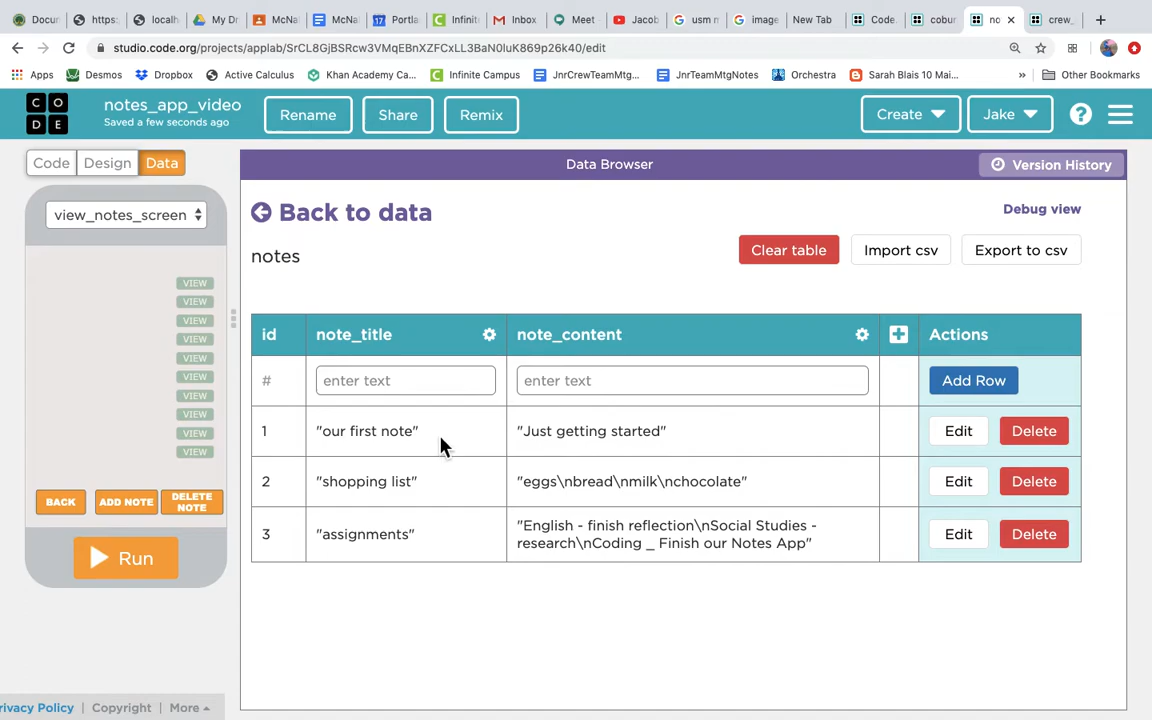 Docu
https:
localh
My Dr
McNa
McNa
17
Portla
Infinit
Inbox
Meet
Jacob
usm n
image
New Tab
Code.
cobur
no
crew_
studio.code.org/projects/applab/SrCL8GjBSRcw3VMqEBnXZFCxLL3BaN0luK869p26k40/edit
Apps
Desmos
Dropbox
Active Calculus
Khan Academy Ca...
Infinite Campus
JnrCrewTeamMtg...
JnrTeamMtgNotes
Orchestra
Sarah Blais 10 Mai...
»
Other Bookmarks
C O
D E
notes_app_video
Saved a few seconds ago
Rename
Share
Remix
Create
Jake
?
Code
Design
Data
Data Browser
Version History
view_notes_screen
Back to data
Debug view
notes
Clear table
Import csv
Export to csv
VIEW
VIEW
VIEW
VIEW
VIEW
VIEW
VIEW
VIEW
VIEW
VIEW
BACK
ADD NOTE
DELETE
NOTE
Run
id
note_title
note_content
Actions
#
enter text
enter text
Add Row
1
"our first note"
"Just getting started"
Edit
Delete
2
"shopping list"
"eggs\nbread\nmilk\nchocolate"
Edit
Delete
3
"assignments"
"English - finish reflection\nSocial Studies -
research\nCoding _ Finish our Notes App"
Edit
Delete
rivacy Policy
Copyright
More